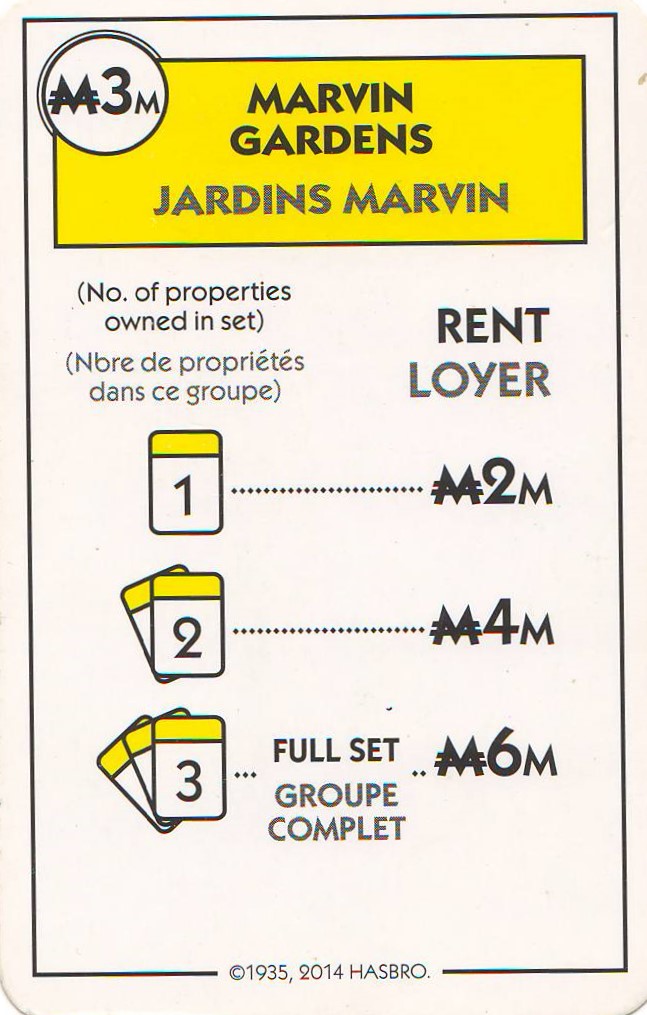 ₩3M
MARVIN
GARDENS
JARDINS MARVIN
(No. of properties
owned in set)
(Nbre de propriétés
dans ce groupe)
RENT
LOYER
1 ₩2M
2 ₩4M
3 ... FULL SET .. ₩6M
GROUPE
COMPLET
©1935, 2014 HASBRO.